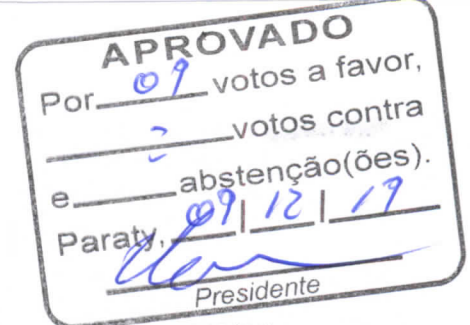 APROVADO
Por 09 votos a favor,
votos contra
e abstenção(ões).
Paraty, 09 | 12 | 19
Presidente